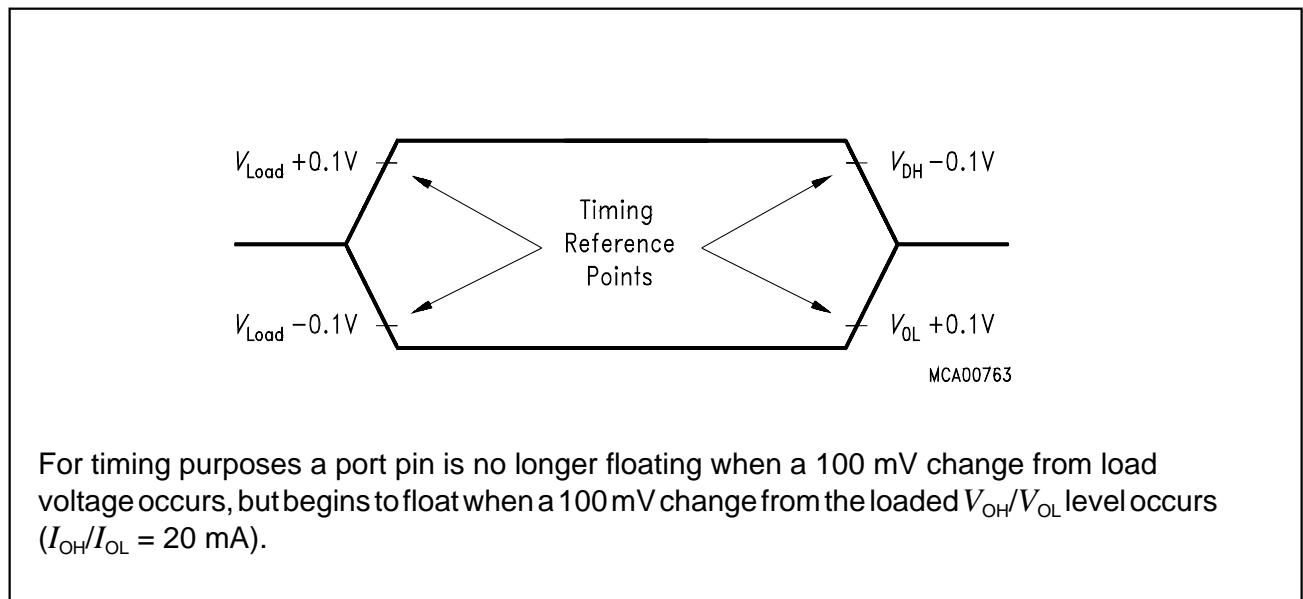 V_Load +0.1V
V_DH −0.1V
Timing
Reference
Points
V_Load −0.1V
V_0L +0.1V
MCA00763
For timing purposes a port pin is no longer floating when a 100 mV change from load
voltage occurs, but begins to float when a 100 mV change from the loaded V_OH/V_OL level occurs
(I_OH/I_OL = 20 mA).